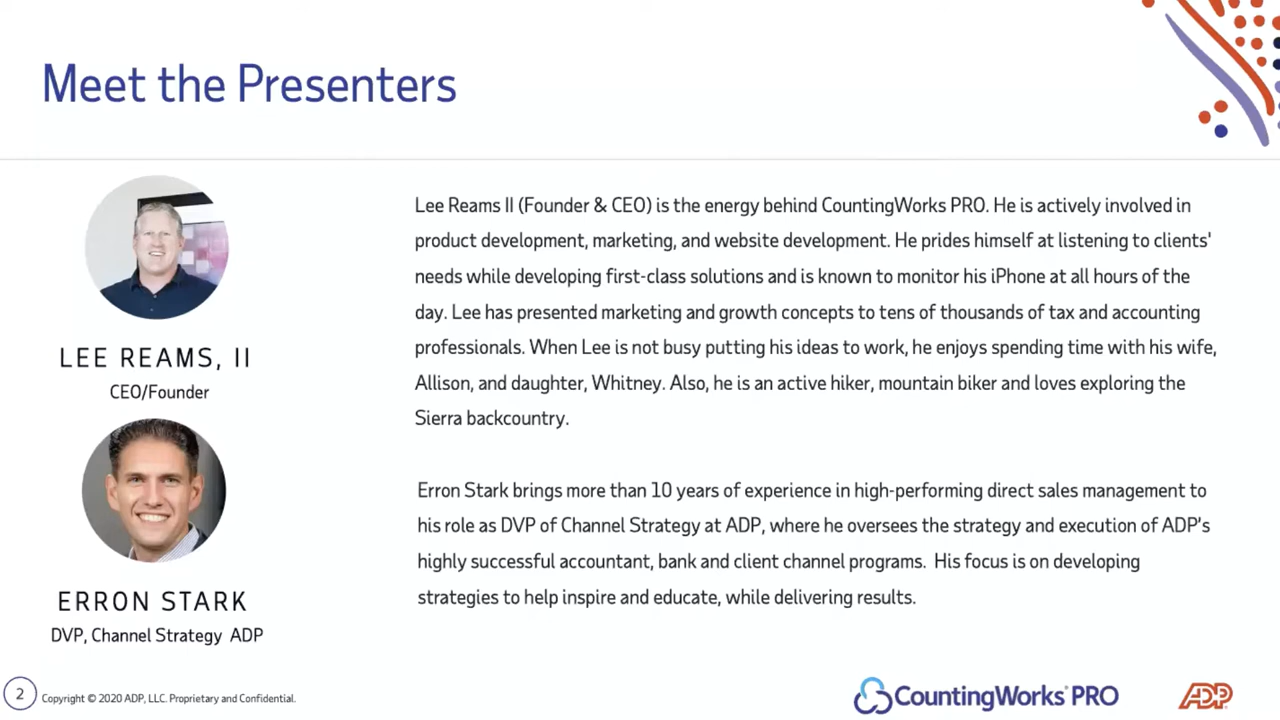 Meet the Presenters
LEE REAMS, II
CEO/Founder
Lee Reams II (Founder & CEO) is the energy behind CountingWorks PRO. He is actively involved in
product development, marketing, and website development. He prides himself at listening to clients'
needs while developing first-class solutions and is known to monitor his iPhone at all hours of the
day. Lee has presented marketing and growth concepts to tens of thousands of tax and accounting
professionals. When Lee is not busy putting his ideas to work, he enjoys spending time with his wife,
Allison, and daughter, Whitney. Also, he is an active hiker, mountain biker and loves exploring the
Sierra backcountry.
ERRON STARK
DVP, Channel Strategy ADP
Erron Stark brings more than 10 years of experience in high-performing direct sales management to
his role as DVP of Channel Strategy at ADP, where he oversees the strategy and execution of ADP's
highly successful accountant, bank and client channel programs. His focus is on developing
strategies to help inspire and educate, while delivering results.
2
Copyright © 2020 ADP, LLC. Proprietary and Confidential.
CountingWorks® PRO
ADP